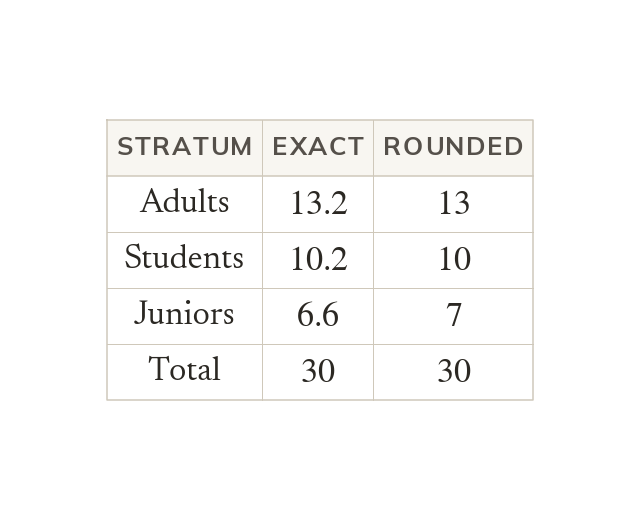 STRATUM EXACT ROUNDED
Adults 13.2 13
Students 10.2 10
Juniors 6.6 7
Total 30 30